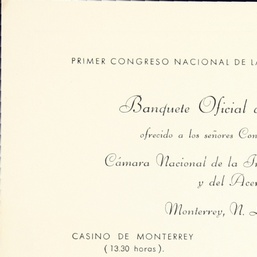 PRIMER CONGRESO NACIONAL DE LA
Banquete Oficial
ofrecido a los señores
Cámara Nacional de la
y del
Monterrey, N.
CASINO DE MONTERREY
( 13.30 horas ).